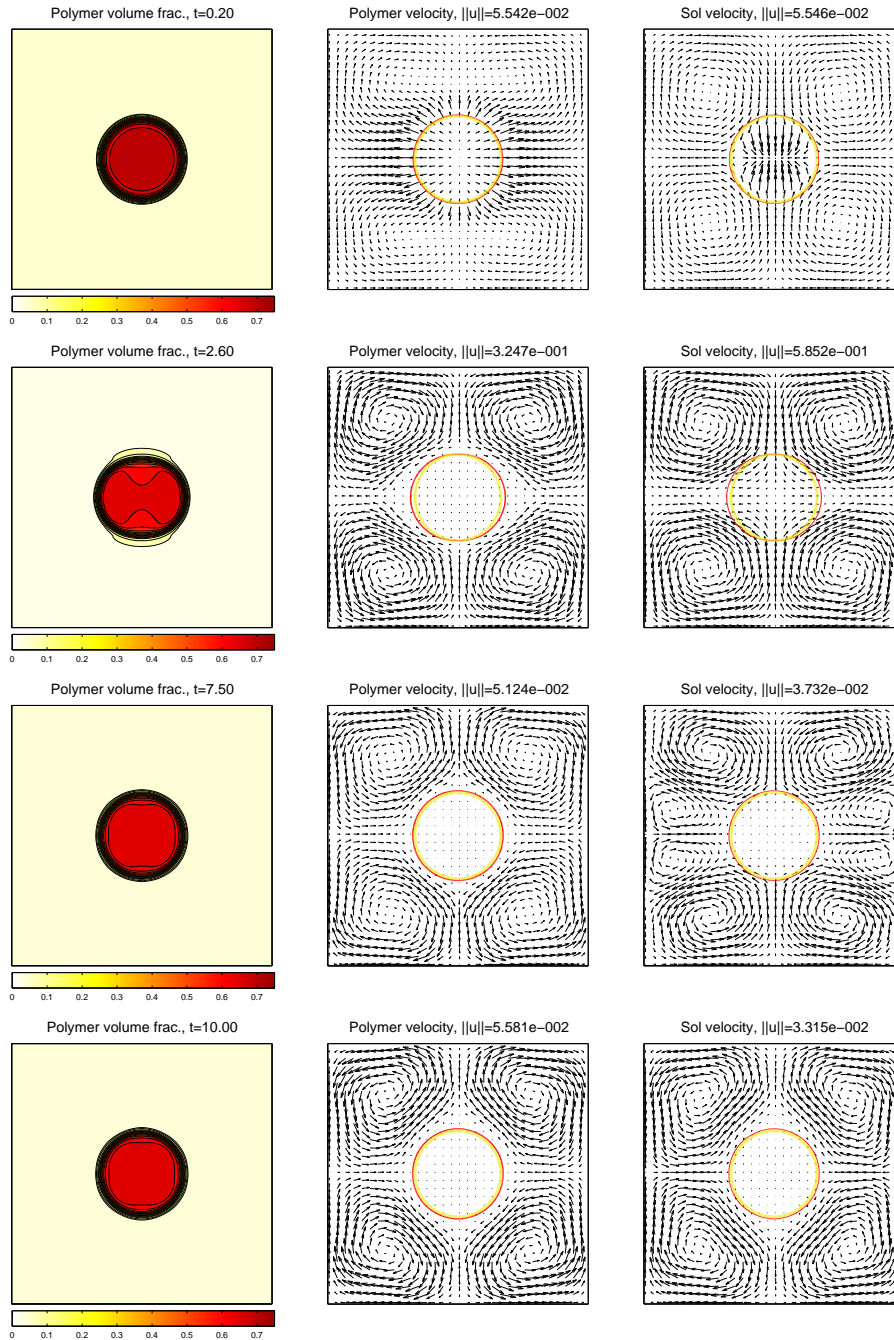 Polymer volume frac., t=0.20
Polymer velocity, ||u||=5.542e−002
Sol velocity, ||u||=5.546e−002
0 0.1 0.2 0.3 0.4 0.5 0.6 0.7
Polymer volume frac., t=2.60
Polymer velocity, ||u||=3.247e−001
Sol velocity, ||u||=5.852e−001
0 0.1 0.2 0.3 0.4 0.5 0.6 0.7
Polymer volume frac., t=7.50
Polymer velocity, ||u||=5.124e−002
Sol velocity, ||u||=3.732e−002
0 0.1 0.2 0.3 0.4 0.5 0.6 0.7
Polymer volume frac., t=10.00
Polymer velocity, ||u||=5.581e−002
Sol velocity, ||u||=3.315e−002
0 0.1 0.2 0.3 0.4 0.5 0.6 0.7